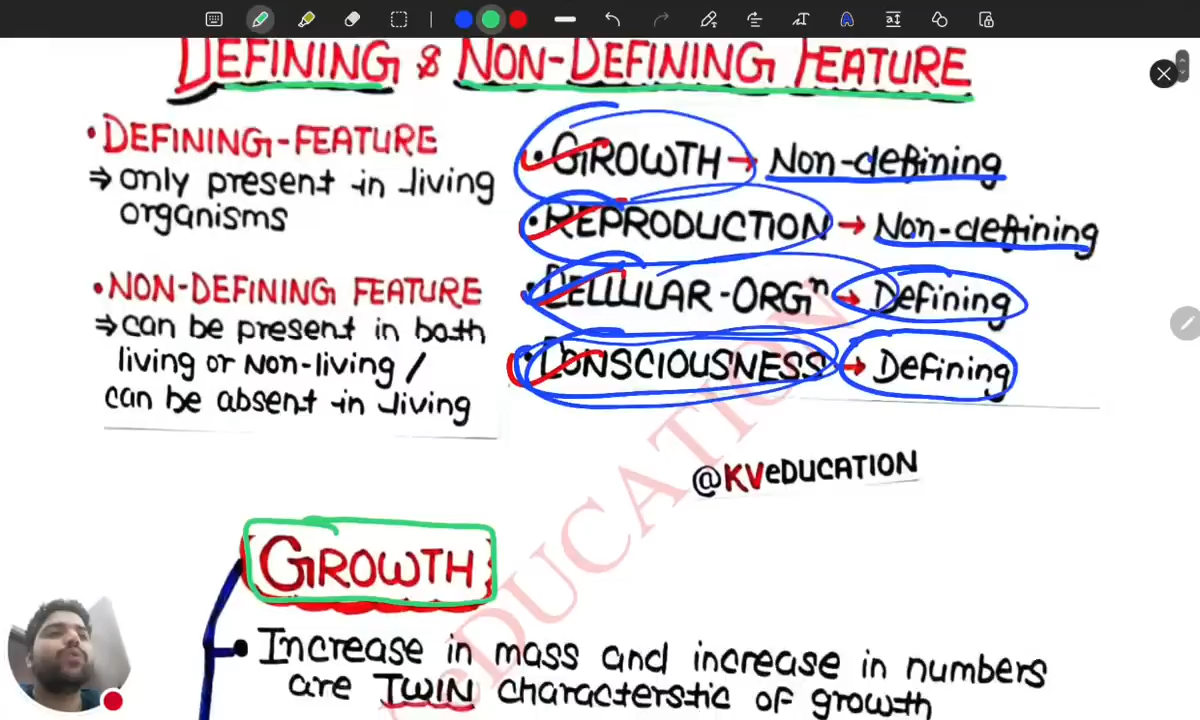 DEFINING & NON-DEFINING FEATURE
• DEFINING-FEATURE
⇒ only present in living
organisms
• NON-DEFINING FEATURE
⇒ can be present in both
living or Non-living /
can be absent in living
• GROWTH → Non-defining
• REPRODUCTION → Non-defining
• CELLULAR-ORGⁿ → Defining
• CONSCIOUSNESS → Defining
@KVEDUCATION
eDUCATION
GROWTH
• Increase in mass and increase in numbers
are TWIN characterstic of growth